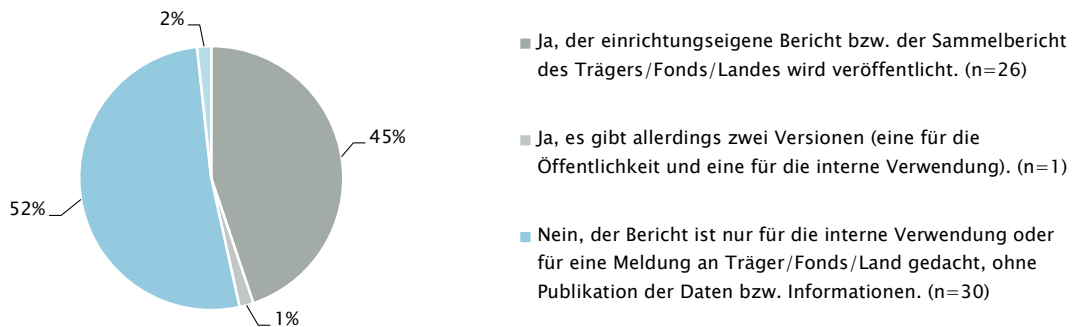 2%
45%
52%
1%
Ja, der einrichtungseigene Bericht bzw. der Sammelbericht
des Trägers/Fonds/Landes wird veröffentlicht. (n=26)
Ja, es gibt allerdings zwei Versionen (eine für die
Öffentlichkeit und eine für die interne Verwendung). (n=1)
Nein, der Bericht ist nur für die interne Verwendung oder
für eine Meldung an Träger/Fonds/Land gedacht, ohne
Publikation der Daten bzw. Informationen. (n=30)